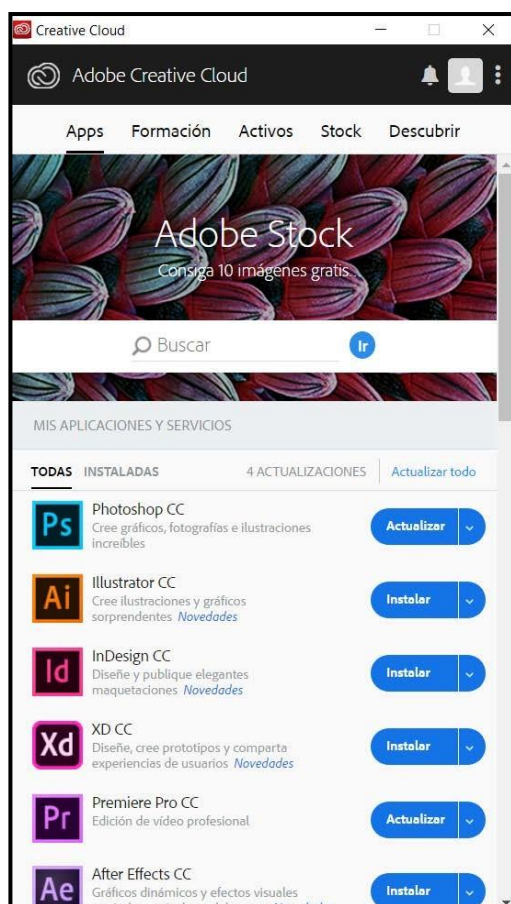 Creative Cloud
Adobe Creative Cloud
Apps Formación Activos Stock Descubrir
Adobe Stock
Consiga 10 imágenes gratis
Buscar Ir
MIS APLICACIONES Y SERVICIOS
TODAS INSTALADAS 4 ACTUALIZACIONES Actualizar todo
Ps
Photoshop CC
Cree gráficos, fotografías e ilustraciones
increíbles
Actualizar
Ai
Illustrator CC
Cree ilustraciones y gráficos
sorprendentes Novedades
Instalar
Id
InDesign CC
Diseñe y publique elegantes
maquetaciones Novedades
Instalar
Xd
XD CC
Diseñe, cree prototipos y comparta
experiencias de usuarios Novedades
Instalar
Pr
Premiere Pro CC
Edición de vídeo profesional
Actualizar
Ae
After Effects CC
Gráficos dinámicos y efectos visuales
Instalar